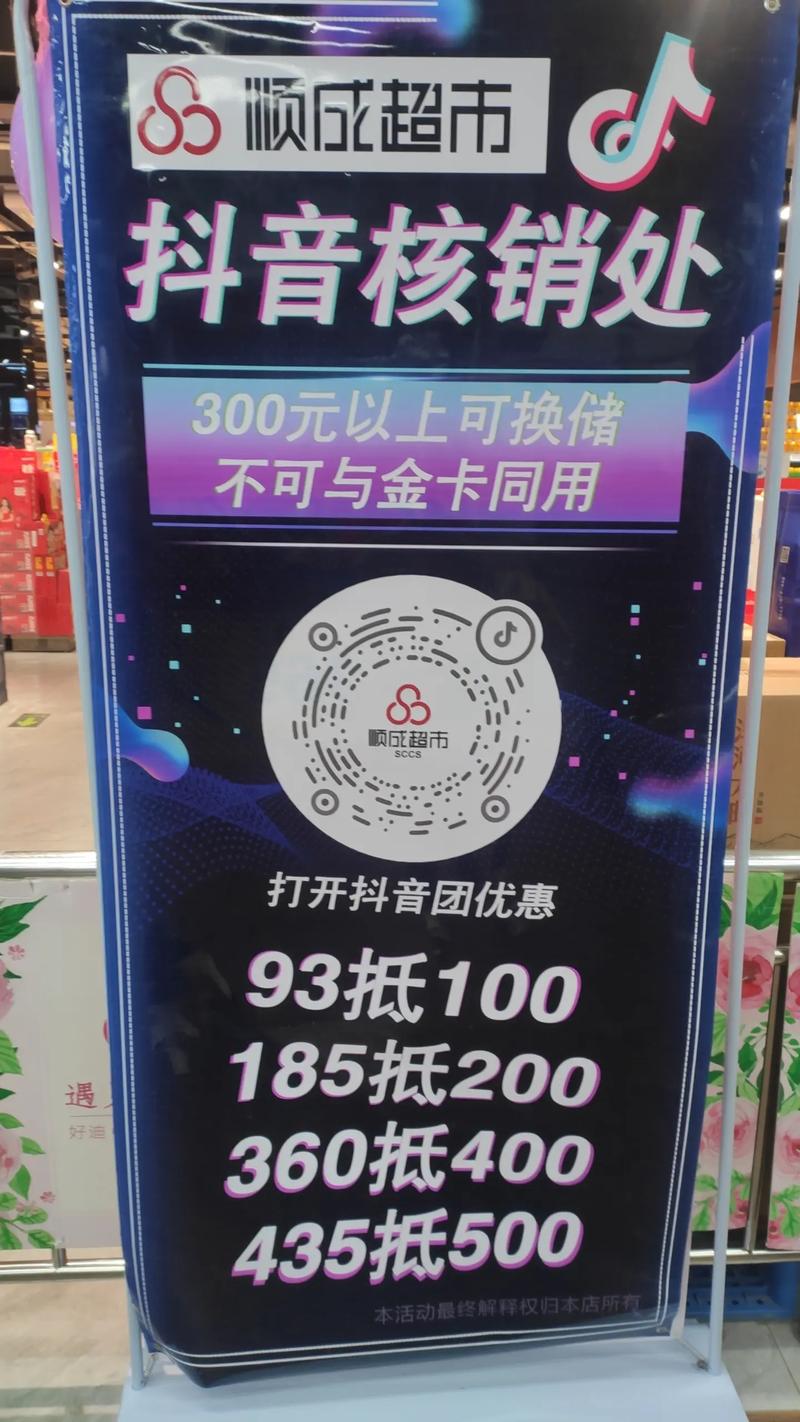 顺成超市
抖音核销处
300元以上可换储
不可与金卡同用
顺成超市
SCCS
打开抖音团优惠
93抵100
185抵200
360抵400
435抵500
本活动最终解释权归本店所有
遇
好迪